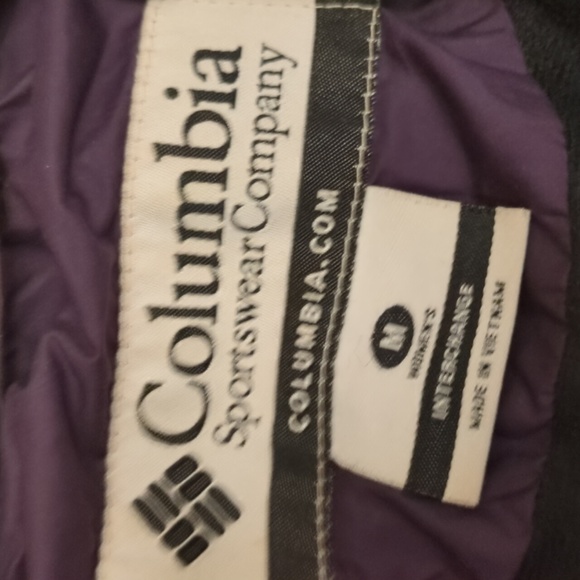 Columbia
Sportswear Company
COLUMBIA.COM
M
WOMEN'S
INTERCHANGE
MADE IN VIETNAM